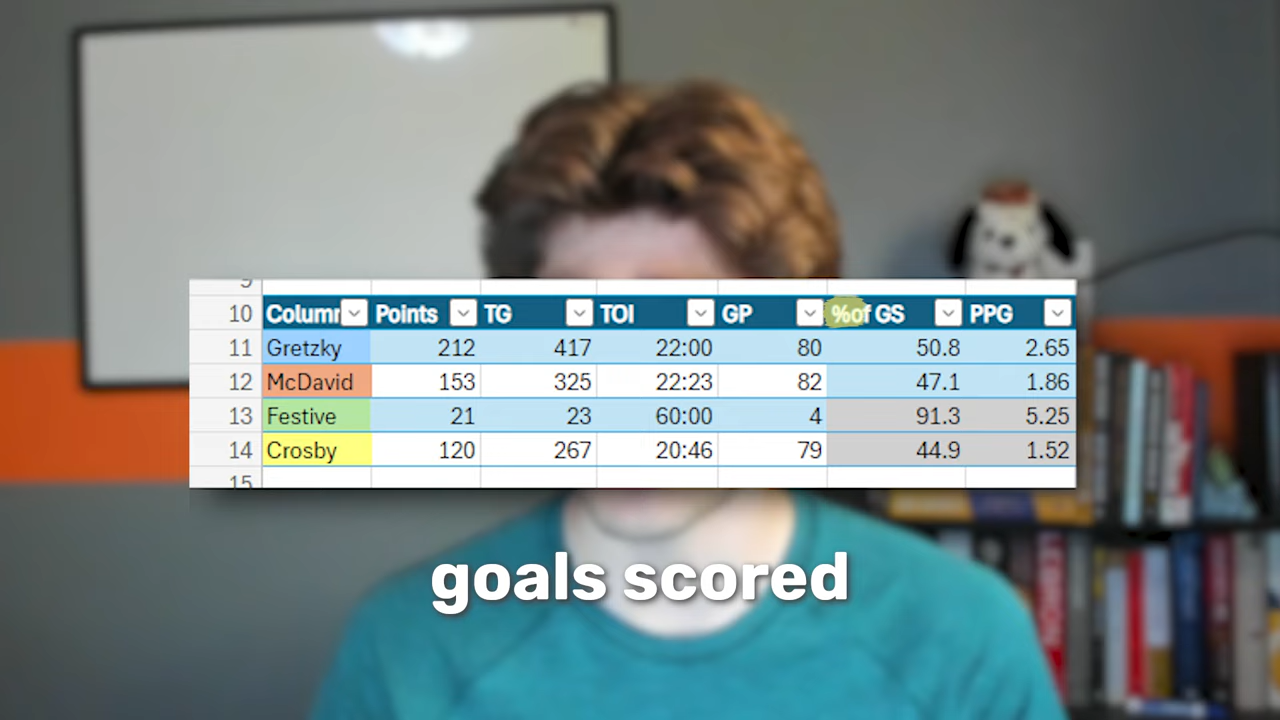 9
10 Column Points TG TOI GP %of GS PPG
11 Gretzky 212 417 22:00 80 50.8 2.65
12 McDavid 153 325 22:23 82 47.1 1.86
13 Festive 21 23 60:00 4 91.3 5.25
14 Crosby 120 267 20:46 79 44.9 1.52
15
goals scored